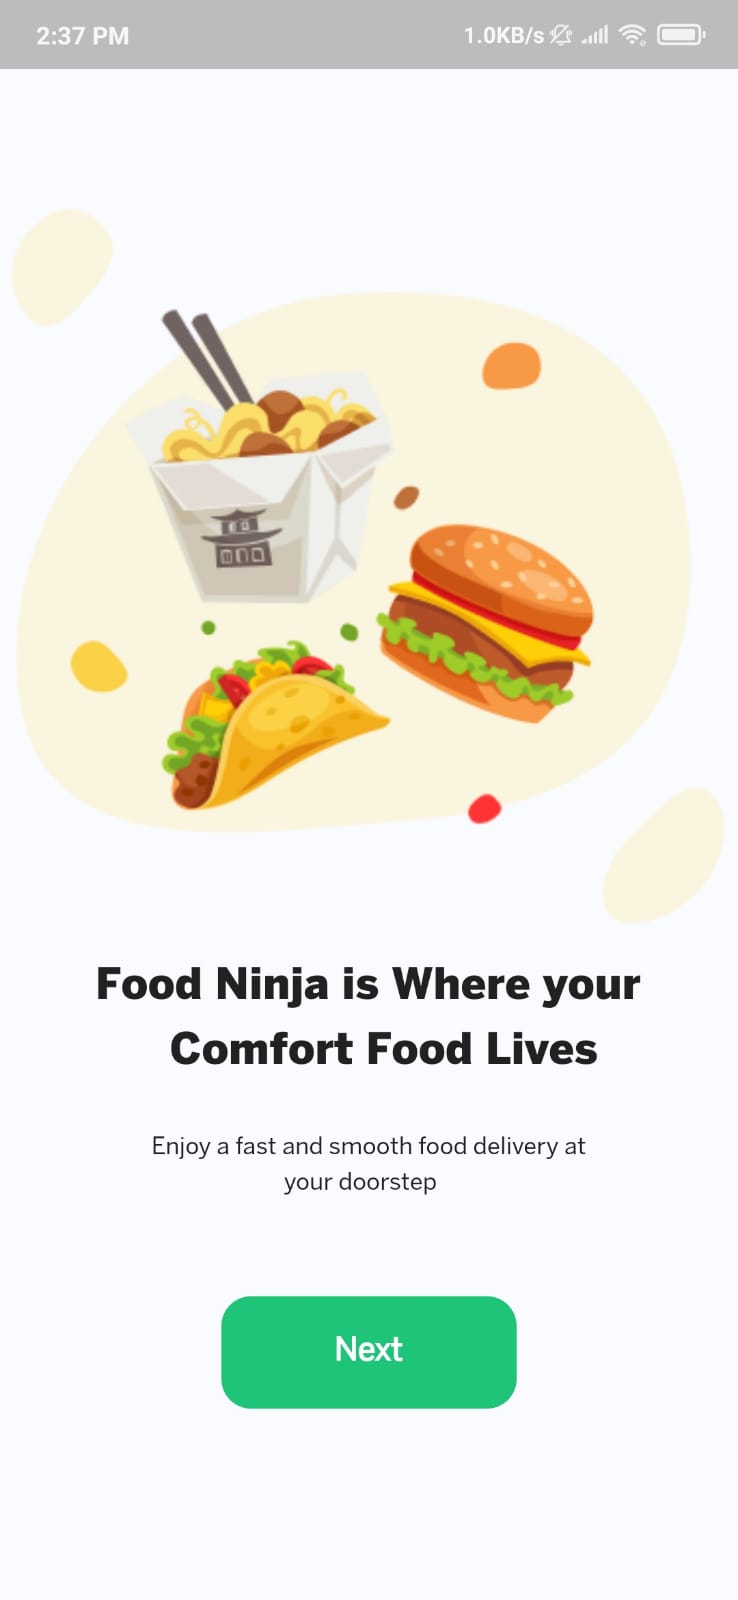 2:37 PM 1.0KB/s
Food Ninja is Where your
Comfort Food Lives
Enjoy a fast and smooth food delivery at
your doorstep
Next